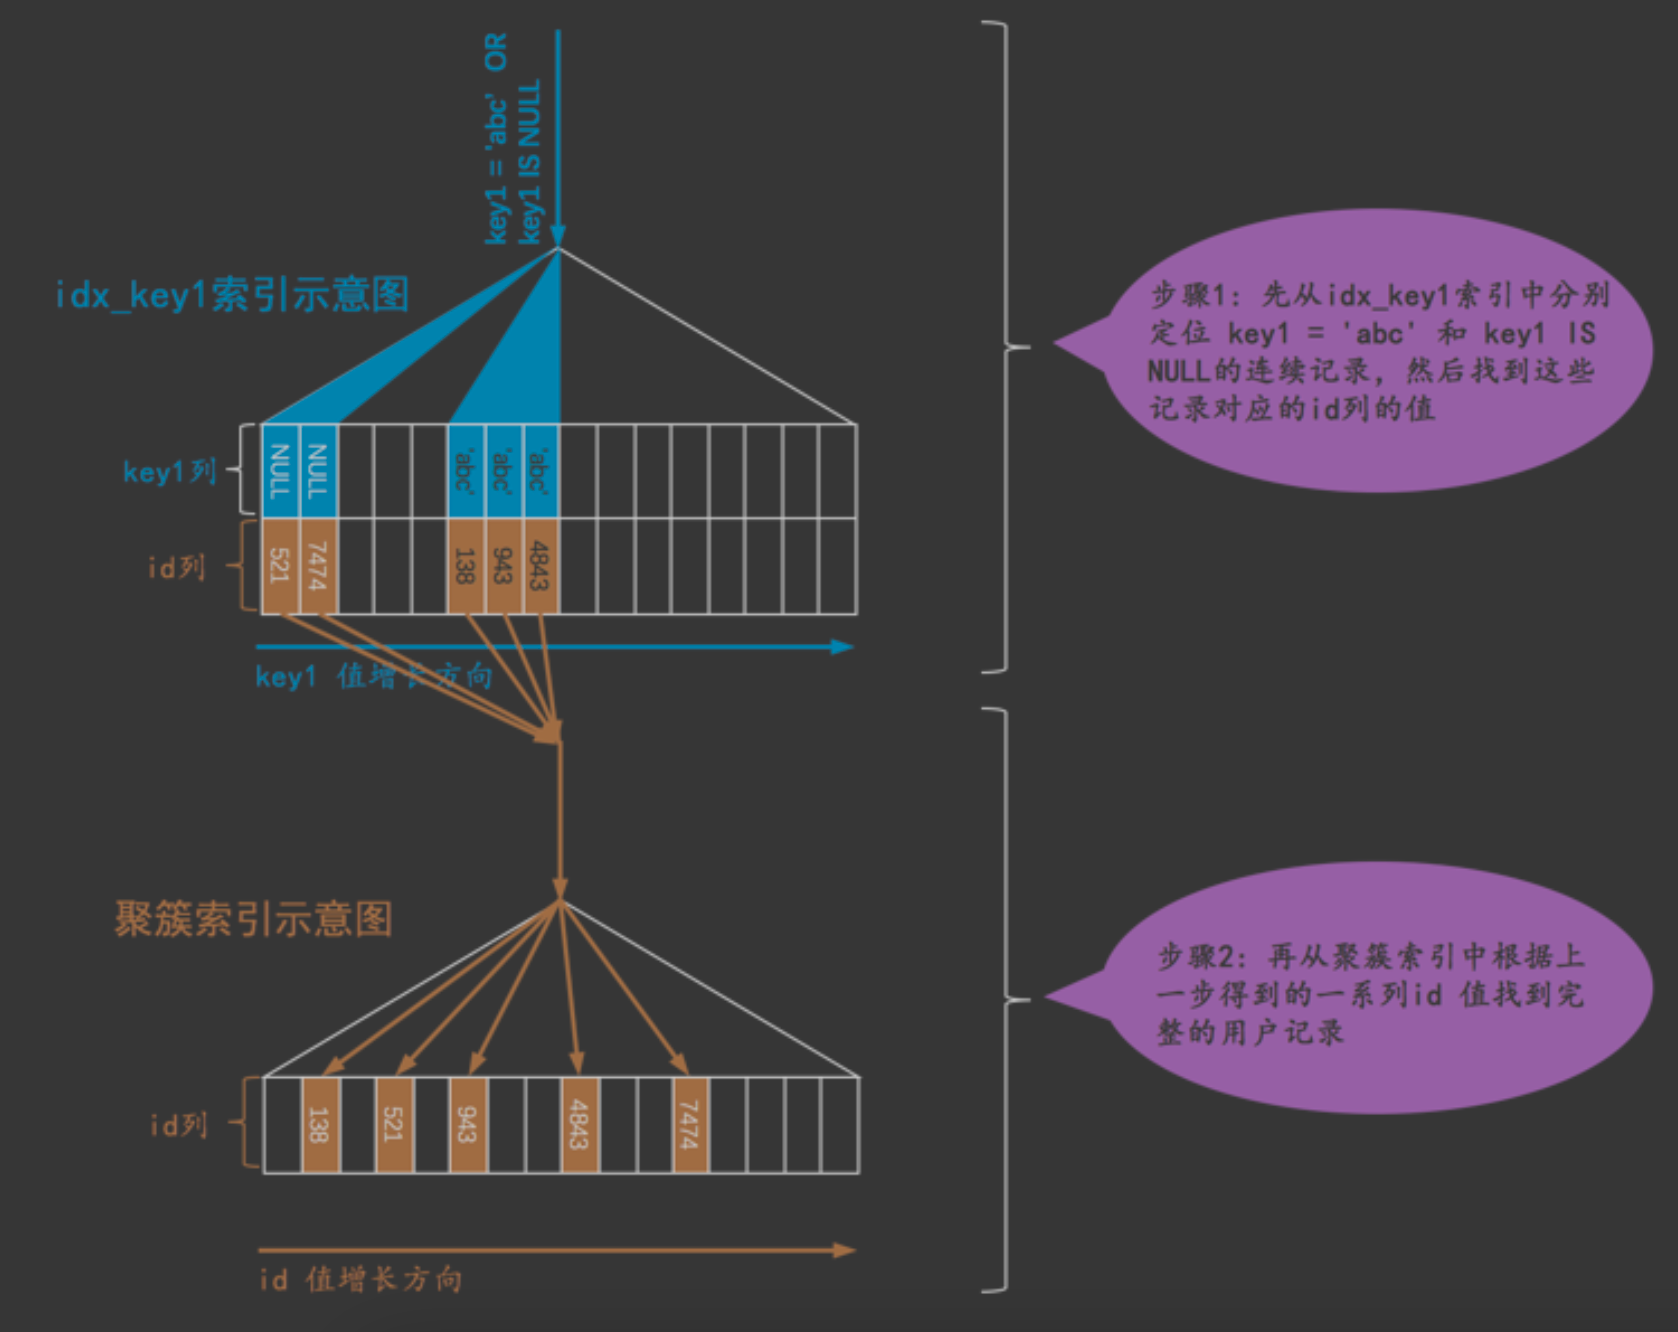 key1 = 'abc' OR
key1 IS NULL
idx_key1索引示意图
步骤1: 先从idx_key1索引中分别
定位 key1 = 'abc' 和 key1 IS
NULL的连续记录, 然后找到这些
记录对应的id列的值
key1列
NULL
NULL
'abc'
'abc'
'abc'
id列
521
7474
138
943
4843
key1 值增长方向
聚簇索引示意图
步骤2: 再从聚簇索引中根据上
一步得到的一系列id 值找到完
整的用户记录
id列
138
521
943
4843
7474
id 值增长方向